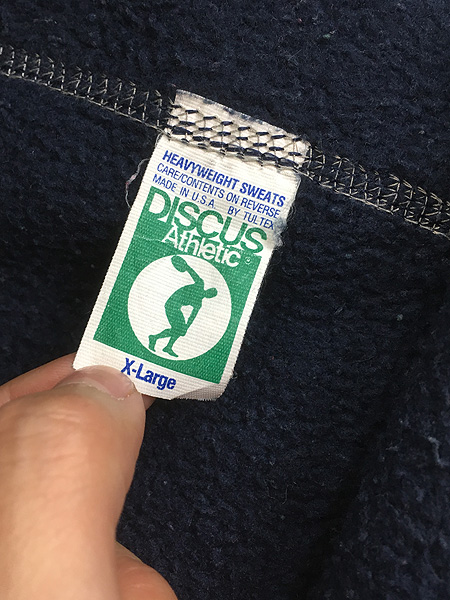 HEAVYWEIGHT SWEATS
CARE/CONTENTS ON REVERSE
MADE IN U.S.A. BY TULTEX
DISCUS
Athletic®
X-Large